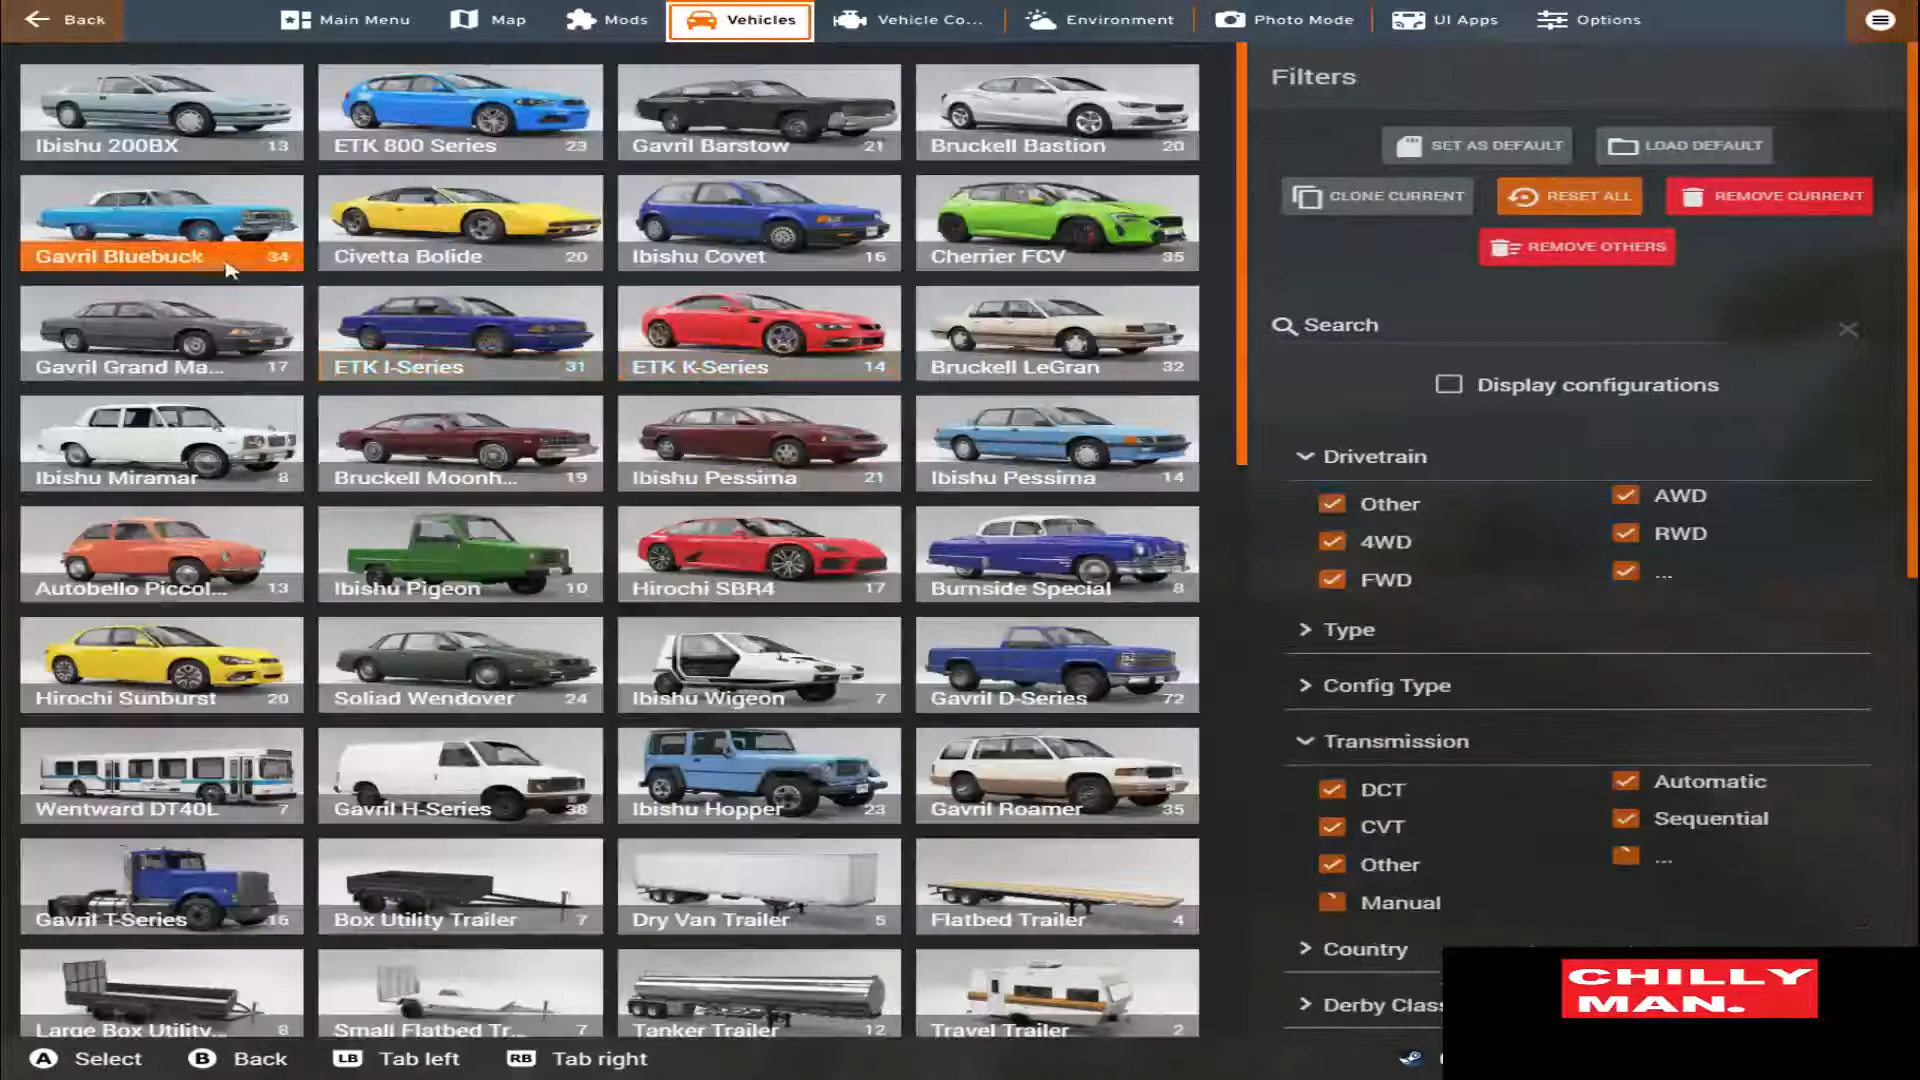 Back
Main Menu
Map
Mods
Vehicles
Vehicle Co...
Environment
Photo Mode
UI Apps
Options
Ibishu 200BX 13
ETK 800 Series 23
Gavril Barstow 21
Bruckell Bastion 20
Gavril Bluebuck 34
Civetta Bolide 20
Ibishu Covet 16
Cherrier FCV 35
Gavril Grand Ma... 17
ETK I-Series 31
ETK K-Series 14
Bruckell LeGran 32
Ibishu Miramar 8
Bruckell Moonh... 19
Ibishu Pessima 21
Ibishu Pessima 14
Autobello Piccol... 13
Ibishu Pigeon 10
Hirochi SBR4 17
Burnside Special 8
Hirochi Sunburst 20
Soliad Wendover 24
Ibishu Wigeon 7
Gavril D-Series 72
Wentward DT40L 7
Gavril H-Series 38
Ibishu Hopper 23
Gavril Roamer 35
Gavril T-Series 16
Box Utility Trailer 7
Dry Van Trailer 5
Flatbed Trailer 4
Large Box Utility... 8
Small Flatbed Tr... 7
Tanker Trailer 12
Travel Trailer 2
Filters
SET AS DEFAULT
LOAD DEFAULT
CLONE CURRENT
RESET ALL
REMOVE CURRENT
REMOVE OTHERS
Search
Display configurations
Drivetrain
Other
AWD
4WD
RWD
FWD
...
Type
Config Type
Transmission
DCT
Automatic
CVT
Sequential
Other
...
Manual
Country
Derby Clas
CHILLY
MAN.
A Select
B Back
LB Tab left
RB Tab right